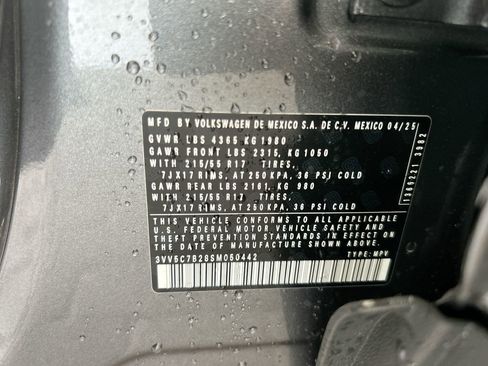 MFD BY VOLKSWAGEN DE MEXICO S.A. DE C.V. MEXICO 04/25
GVWR LBS 4365 KG 1980
GAWR FRONT LBS 2315, KG 1050
WITH 215/55 R17 TIRES,
7JX17 RIMS, AT 250 KPA, 36 PSI COLD
GAWR REAR LBS 2161, KG 980
WITH 215/55 R17 TIRES,
7JX17 RIMS, AT 250 KPA, 36 PSI COLD
THIS VEHICLE CONFORMS TO ALL APPLICABLE
U.S. FEDERAL MOTOR VEHICLE SAFETY AND
THEFT PREVENTION STANDARDS IN EFFECT ON
THE DATE OF MANUFACTURE SHOWN ABOVE.
3VV5C7B28SM050442
TYPE: MPV
1365221 3982